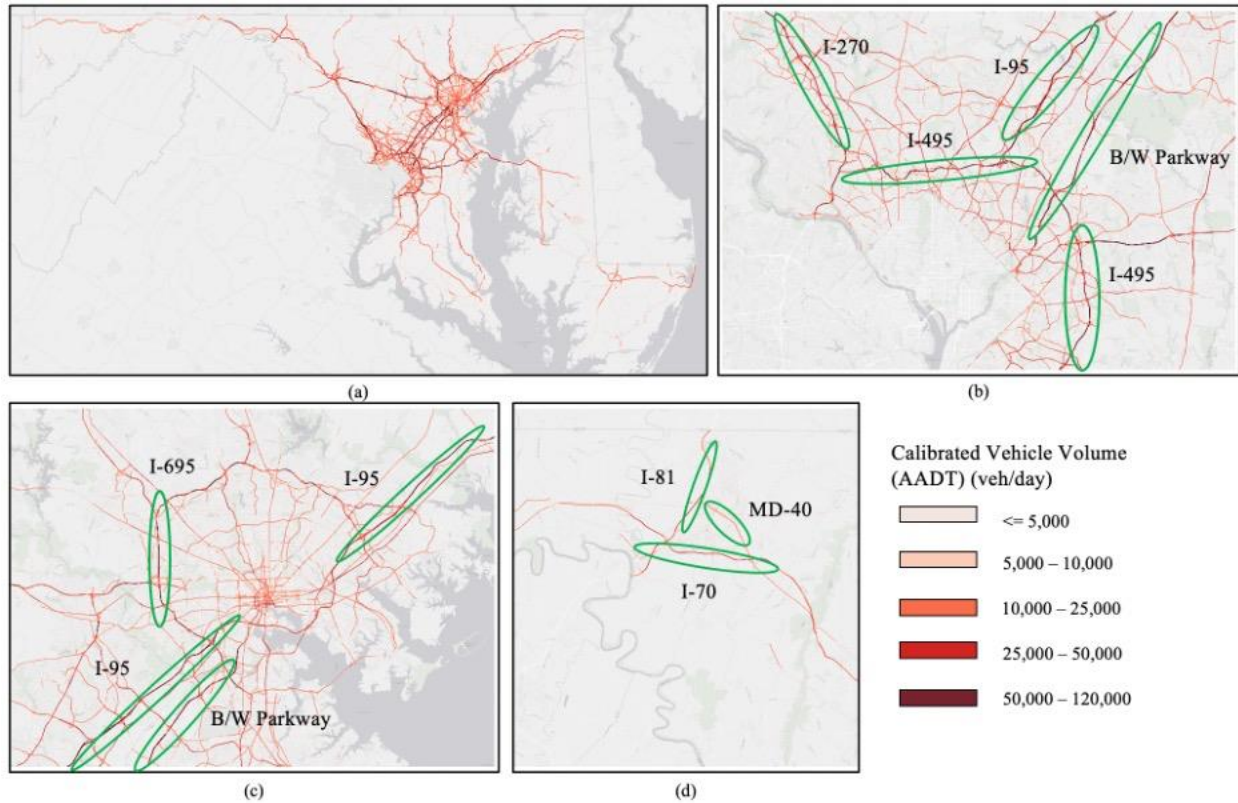 I-270
I-95
I-495
B/W Parkway
I-495
(a)
(b)
I-695
I-95
I-95
B/W Parkway
I-81
MD-40
I-70
Calibrated Vehicle Volume
(AADT) (veh/day)
<= 5,000
5,000 – 10,000
10,000 – 25,000
25,000 – 50,000
50,000 – 120,000
(c)
(d)